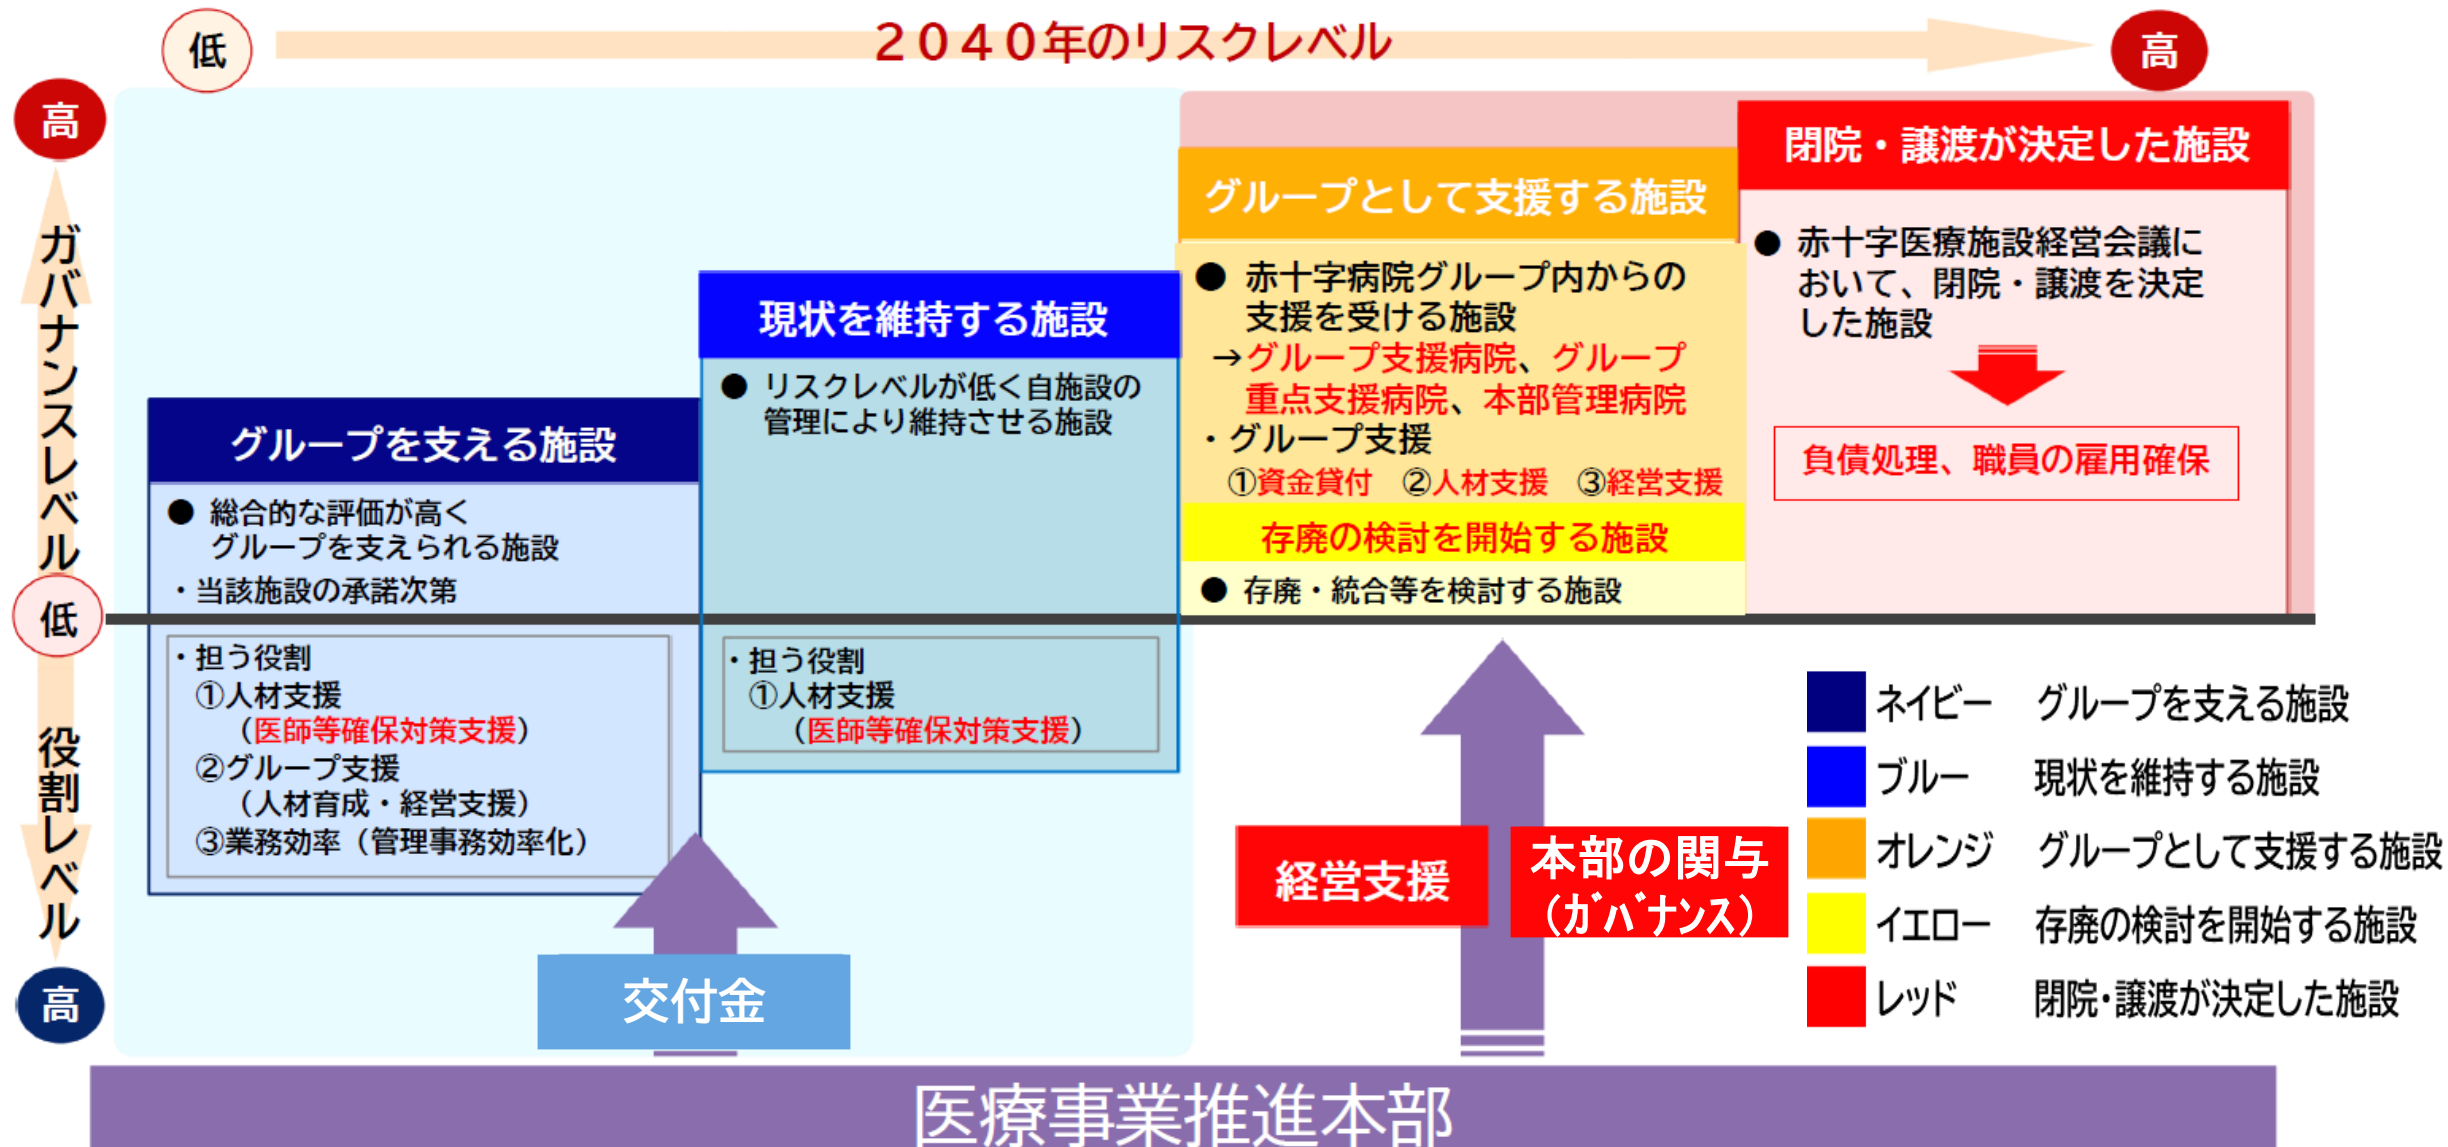 低
２０４０年のリスクレベル
高
高
ガバナンスレベル
低
役割レベル
高
グループを支える施設
● 総合的な評価が高く
グループを支えられる施設
・当該施設の承諾次第
・担う役割
①人材支援
（医師等確保対策支援）
②グループ支援
（人材育成・経営支援）
③業務効率（管理事務効率化）
現状を維持する施設
● リスクレベルが低く自施設の
管理により維持させる施設
・担う役割
①人材支援
（医師等確保対策支援）
グループとして支援する施設
● 赤十字病院グループ内からの
支援を受ける施設
→グループ支援病院、グループ
重点支援病院、本部管理病院
・グループ支援
①資金貸付　②人材支援　③経営支援
存廃の検討を開始する施設
● 存廃・統合等を検討する施設
閉院・譲渡が決定した施設
● 赤十字医療施設経営会議に
おいて、閉院・譲渡を決定
した施設
負債処理、職員の雇用確保
交付金
経営支援
本部の関与
（ｶﾞﾊﾞﾅﾝｽ）
ネイビー　グループを支える施設
ブルー　現状を維持する施設
オレンジ　グループとして支援する施設
イエロー　存廃の検討を開始する施設
レッド　閉院・譲渡が決定した施設
医療事業推進本部